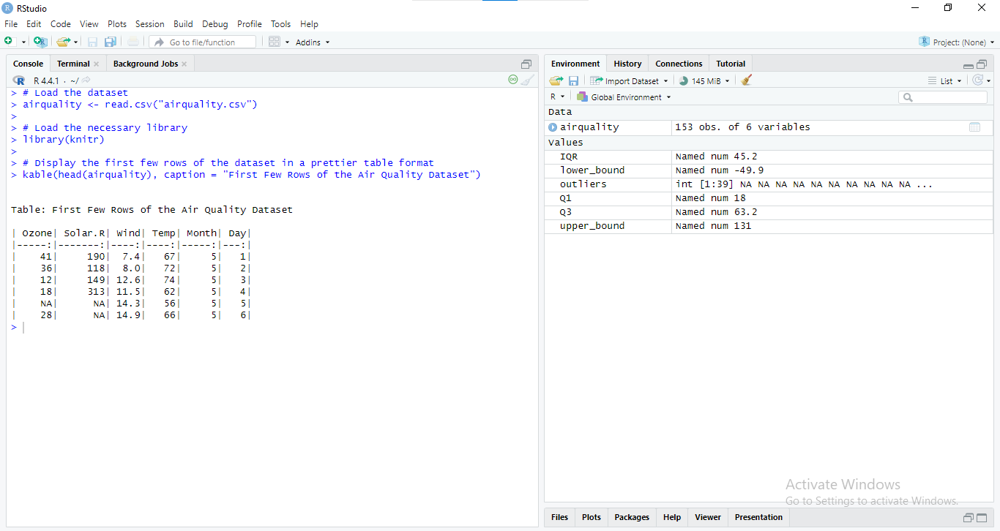 RStudio
File Edit Code View Plots Session Build Debug Profile Tools Help
Go to file/function Addins Project: (None)
Console Terminal Background Jobs
R 4.4.1 · ~/
> # Load the dataset
> airquality <- read.csv("airquality.csv")
>
> # Load the necessary library
> library(knitr)
>
> # Display the first few rows of the dataset in a prettier table format
> kable(head(airquality), caption = "First Few Rows of the Air Quality Dataset")
Table: First Few Rows of the Air Quality Dataset
| Ozone| Solar.R| Wind| Temp| Month| Day|
|-----:|-------:|----:|----:|-----:|---:|
| 41| 190| 7.4| 67| 5| 1|
| 36| 118| 8.0| 72| 5| 2|
| 12| 149| 12.6| 74| 5| 3|
| 18| 313| 11.5| 62| 5| 4|
| NA| NA| 14.3| 56| 5| 5|
| 28| NA| 14.9| 66| 5| 6|
>
Environment History Connections Tutorial
Import Dataset 145 MiB List
R Global Environment
Data
airquality 153 obs. of 6 variables
Values
IQR Named num 45.2
lower_bound Named num -49.9
outliers int [1:39] NA NA NA NA NA NA NA NA NA NA ...
Q1 Named num 18
Q3 Named num 63.2
upper_bound Named num 131
Activate Windows
Go to Settings to activate Windows.
Files Plots Packages Help Viewer Presentation